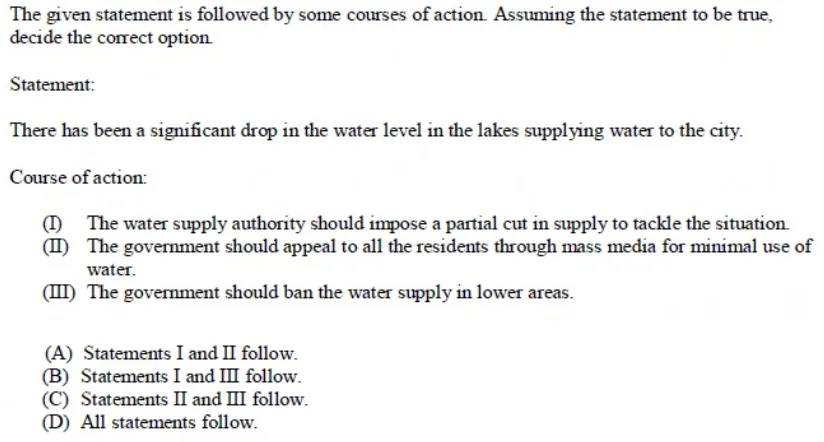 The given statement is followed by some courses of action. Assuming the statement to be true,
decide the correct option.
Statement:
There has been a significant drop in the water level in the lakes supplying water to the city.
Course of action:
(I) The water supply authority should impose a partial cut in supply to tackle the situation.
(II) The government should appeal to all the residents through mass media for minimal use of
water.
(III) The government should ban the water supply in lower areas.
(A) Statements I and II follow.
(B) Statements I and III follow.
(C) Statements II and III follow.
(D) All statements follow.